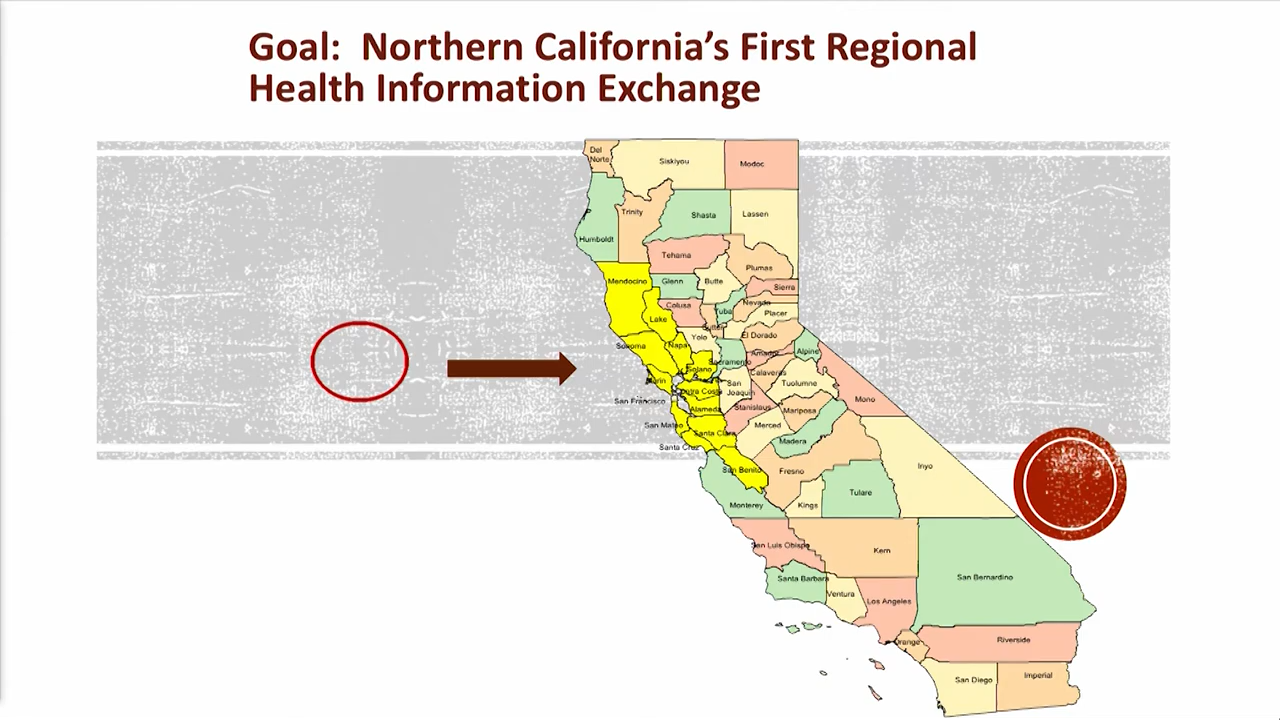 Goal:  Northern California’s First Regional
Health Information Exchange
Del
Norte
Siskiyou
Modoc
Trinity
Shasta
Lassen
Humboldt
Tehama
Plumas
Mendocino
Glenn
Butte
Sierra
Colusa
Nevada
Yuba
Placer
Lake
Sutter
Yolo
El Dorado
Sonoma
Napa
Amador
Alpine
Sacramento
Solano
Calaveras
Marin
San
Joaquin
Tuolumne
Contra Costa
Mono
San Francisco
Alameda
Stanislaus
Mariposa
San Mateo
Merced
Santa Clara
Madera
Santa Cruz
San Benito
Fresno
Inyo
Tulare
Monterey
Kings
San Luis Obispo
Kern
Santa Barbara
San Bernardino
Ventura
Los Angeles
Orange
Riverside
San Diego
Imperial